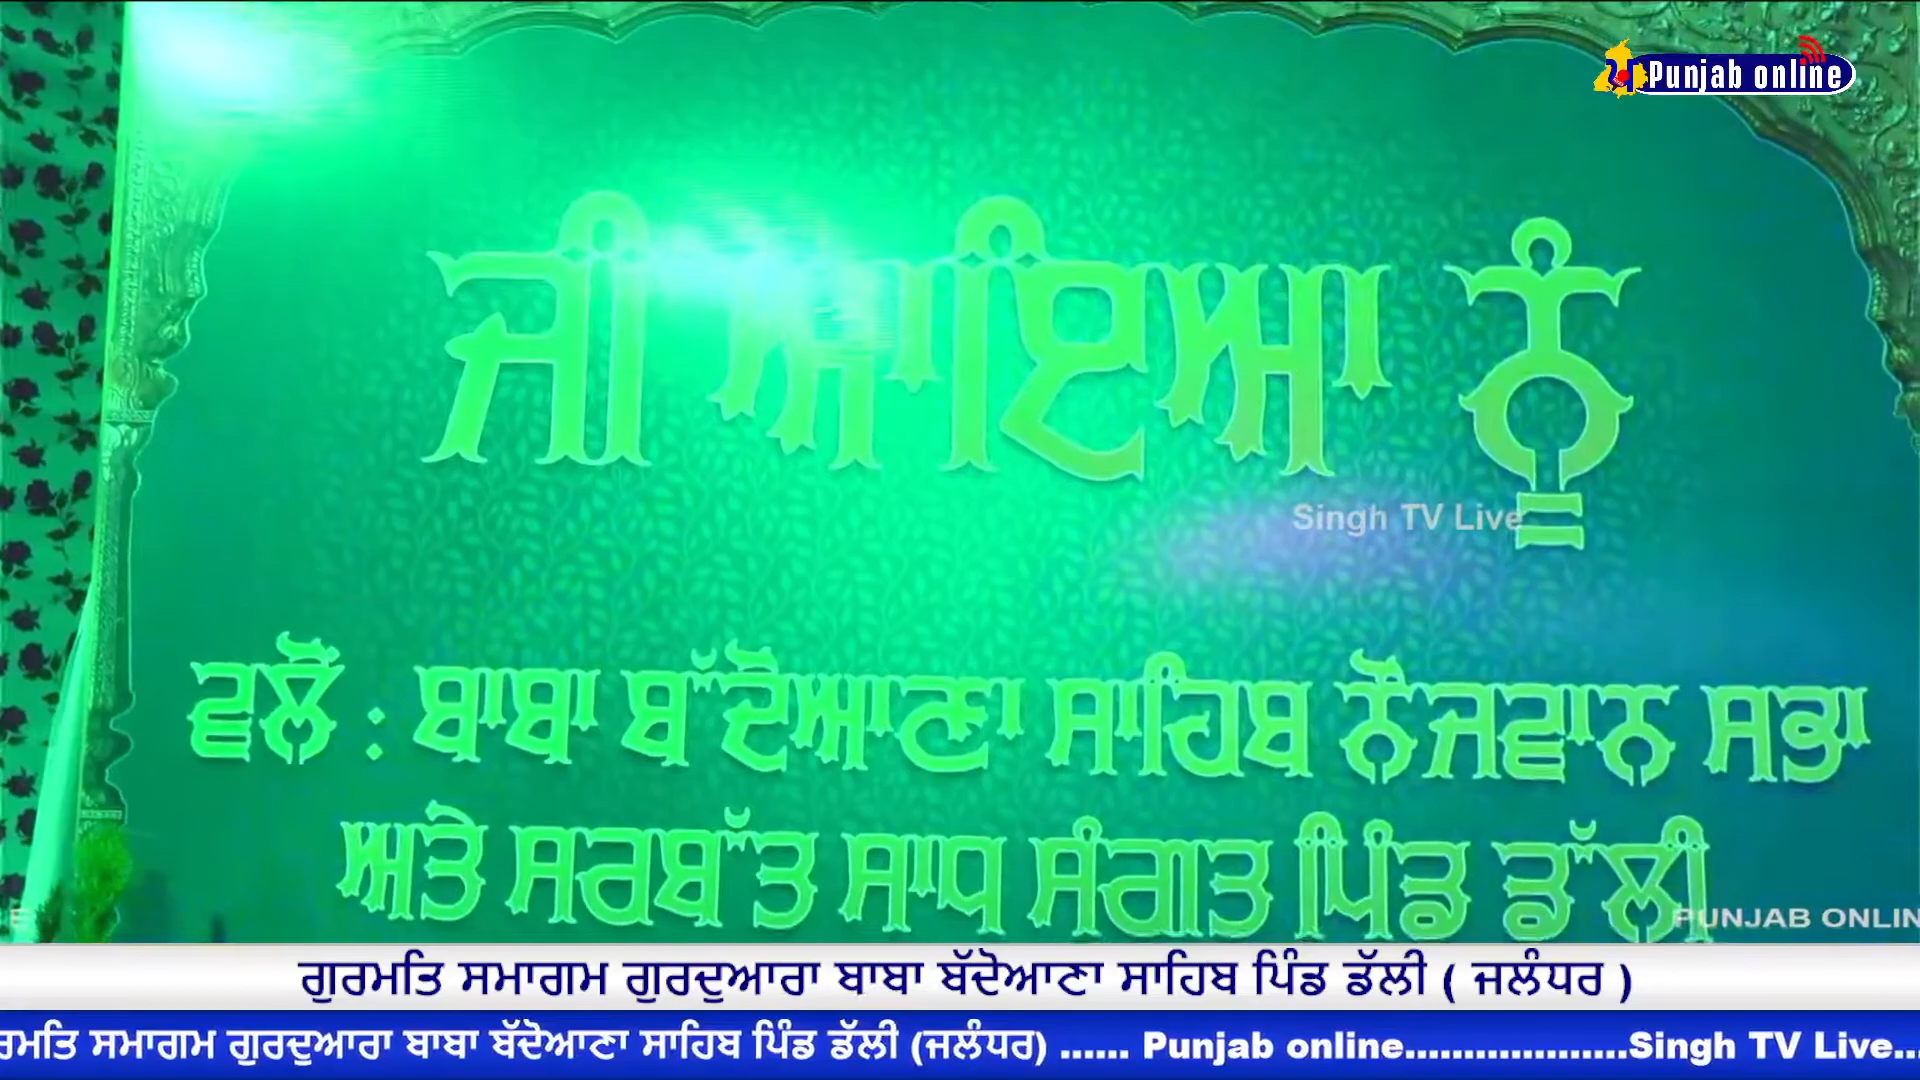 Punjab online
ਜੀ ਆਇਆ ਨੂੰ
Singh TV Live
ਵਲੋਂ : ਬਾਬਾ ਬੱਦੋਆਣਾ ਸਾਹਿਬ ਨੌਜਵਾਨ ਸਭਾ
ਅਤੇ ਸਰਬੱਤ ਸਾਧ ਸੰਗਤ ਪਿੰਡ ਡੱਲੀ
PUNJAB ONLIN
ਗੁਰਮਤਿ ਸਮਾਗਮ ਗੁਰਦੁਆਰਾ ਬਾਬਾ ਬੱਦੋਆਣਾ ਸਾਹਿਬ ਪਿੰਡ ਡੱਲੀ ( ਜਲੰਧਰ )
ਰਮਤਿ ਸਮਾਗਮ ਗੁਰਦੁਆਰਾ ਬਾਬਾ ਬੱਦੋਆਣਾ ਸਾਹਿਬ ਪਿੰਡ ਡੱਲੀ (ਜਲੰਧਰ) ...... Punjab online...................Singh TV Live...